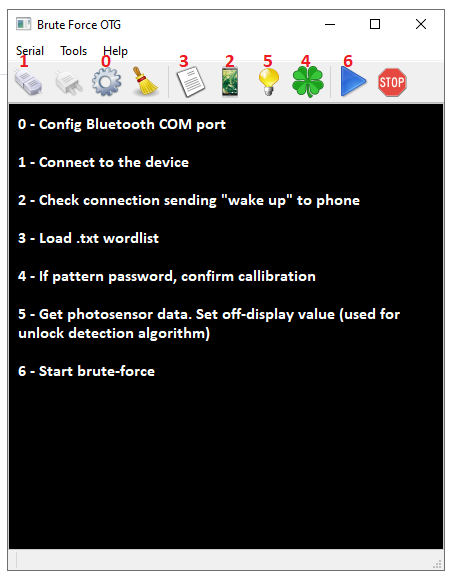 Brute Force OTG
Serial Tools Help
1 0 3 2 5 4 6
STOP
0 - Config Bluetooth COM port
1 - Connect to the device
2 - Check connection sending "wake up" to phone
3 - Load .txt wordlist
4 - If pattern password, confirm callibration
5 - Get photosensor data. Set off-display value (used for
unlock detection algorithm)
6 - Start brute-force